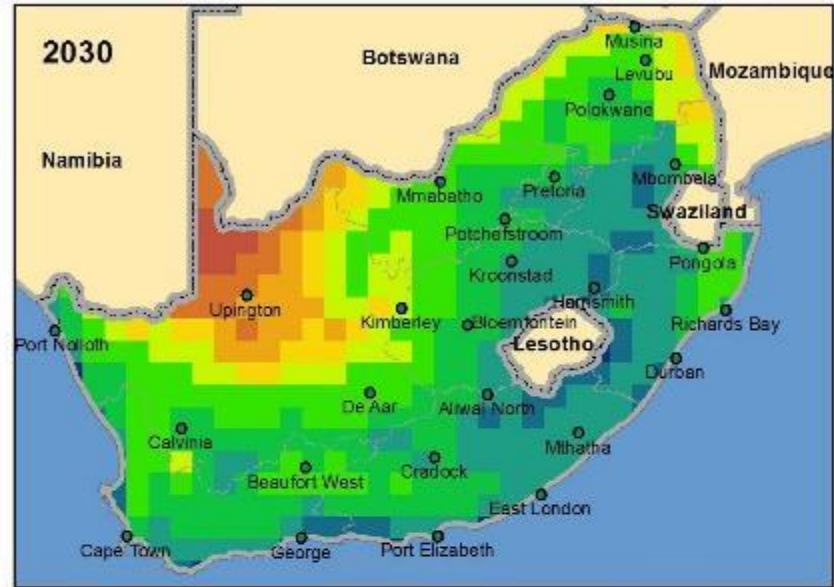 2030
Botswana
Namibia
Mozambique
Musina
Levubu
Polokwane
Mmabatho
Pretoria
Mbombela
Swaziland
Potchefstroom
Pongola
Kroonstad
Upington
Kimberley
Harrismith
Bloemfontein
Richards Bay
Port Nolloth
Lesotho
Durban
De Aar
Aliwal North
Calvinia
Mthatha
Cradock
Beaufort West
East London
Cape Town
George
Port Elizabeth